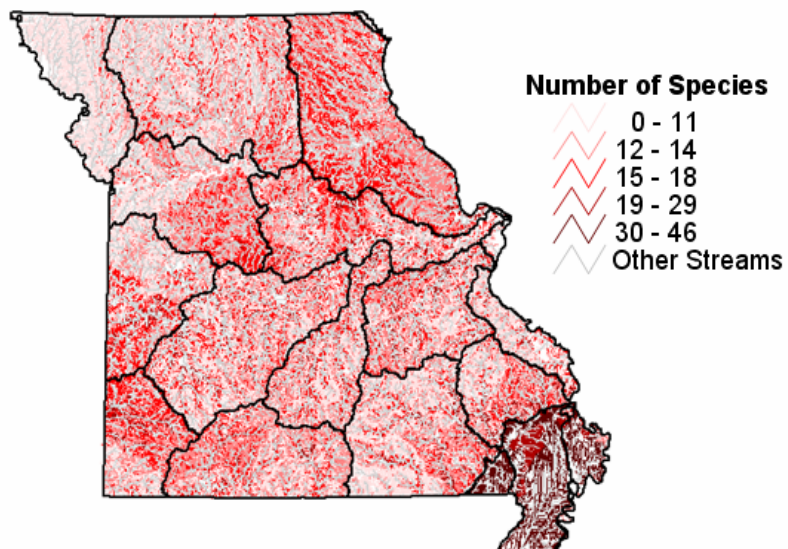 Number of Species
0 - 11
12 - 14
15 - 18
19 - 29
30 - 46
Other Streams